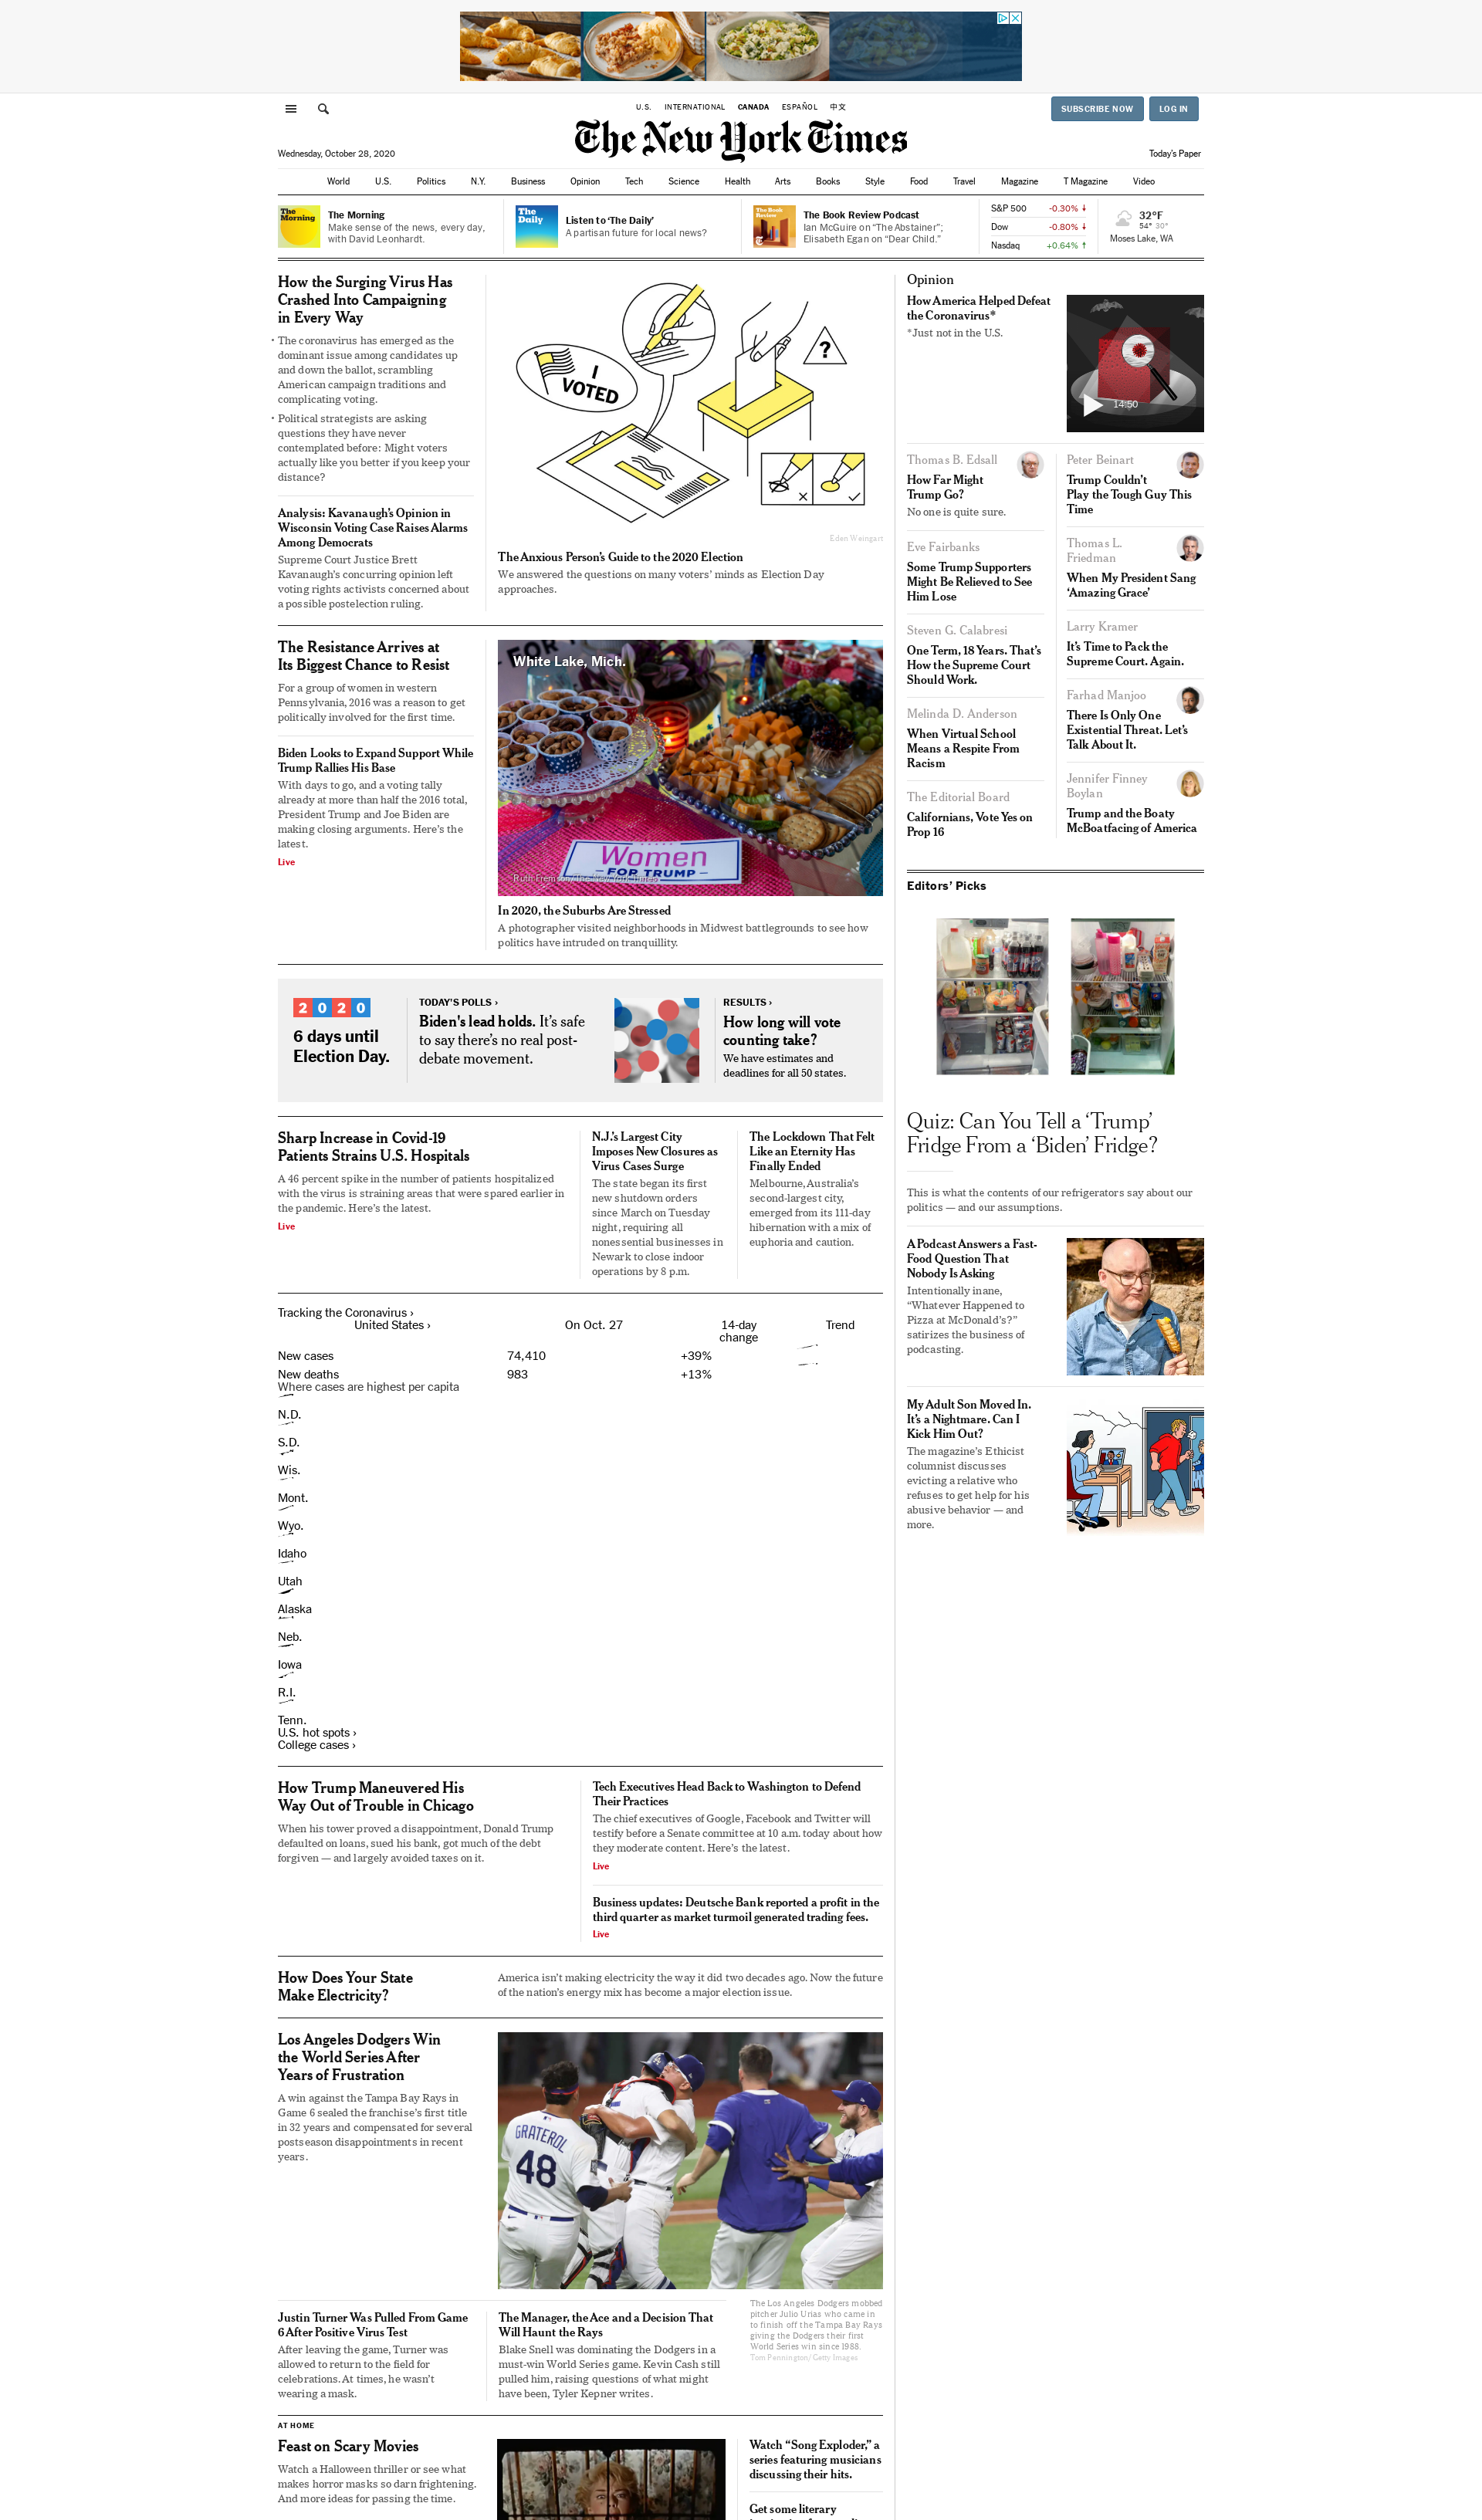 U.S. INTERNATIONAL CANADA ESPAÑOL 中文
SUBSCRIBE NOW LOG IN
The New York Times
Wednesday, October 28, 2020
Today's Paper
World U.S. Politics N.Y. Business Opinion Tech Science Health Arts Books Style Food Travel Magazine T Magazine Video
The Morning
The Morning
Make sense of the news, every day,
with David Leonhardt.
The Daily
Listen to ‘The Daily’
A partisan future for local news?
The Book Review
The Book Review Podcast
Ian McGuire on “The Abstainer”;
Elisabeth Egan on “Dear Child.”
S&P 500 -0.30%
Dow -0.80%
Nasdaq +0.64%
32°F
54° 30°
Moses Lake, WA
How the Surging Virus Has
Crashed Into Campaigning
in Every Way
• The coronavirus has emerged as the
dominant issue among candidates up
and down the ballot, scrambling
American campaign traditions and
complicating voting.
• Political strategists are asking
questions they have never
contemplated before: Might voters
actually like you better if you keep your
distance?
Analysis: Kavanaugh’s Opinion in
Wisconsin Voting Case Raises Alarms
Among Democrats
Supreme Court Justice Brett
Kavanaugh’s concurring opinion left
voting rights activists concerned about
a possible postelection ruling.
I
VOTED
?
Eden Weingart
The Anxious Person’s Guide to the 2020 Election
We answered the questions on many voters’ minds as Election Day
approaches.
The Resistance Arrives at
Its Biggest Chance to Resist
For a group of women in western
Pennsylvania, 2016 was a reason to get
politically involved for the first time.
Biden Looks to Expand Support While
Trump Rallies His Base
With days to go, and a voting tally
already at more than half the 2016 total,
President Trump and Joe Biden are
making closing arguments. Here’s the
latest.
Live
FOR
White Lake, Mich.
Women
FOR TRUMP
Ruth Fremson/The New York Times
In 2020, the Suburbs Are Stressed
A photographer visited neighborhoods in Midwest battlegrounds to see how
politics have intruded on tranquillity.
2020
6 days until
Election Day.
TODAY’S POLLS ›
Biden's lead holds. It’s safe
to say there’s no real post-
debate movement.
RESULTS ›
How long will vote
counting take?
We have estimates and
deadlines for all 50 states.
Sharp Increase in Covid-19
Patients Strains U.S. Hospitals
A 46 percent spike in the number of patients hospitalized
with the virus is straining areas that were spared earlier in
the pandemic. Here’s the latest.
Live
N.J.’s Largest City
Imposes New Closures as
Virus Cases Surge
The state began its first
new shutdown orders
since March on Tuesday
night, requiring all
nonessential businesses in
Newark to close indoor
operations by 8 p.m.
The Lockdown That Felt
Like an Eternity Has
Finally Ended
Melbourne, Australia’s
second-largest city,
emerged from its 111-day
hibernation with a mix of
euphoria and caution.
Tracking the Coronavirus ›
United States › On Oct. 27 14-day
change Trend
New cases 74,410 +39%
New deaths 983 +13%
Where cases are highest per capita
N.D.
S.D.
Wis.
Mont.
Wyo.
Idaho
Utah
Alaska
Neb.
Iowa
R.I.
Tenn.
U.S. hot spots ›
College cases ›
How Trump Maneuvered His
Way Out of Trouble in Chicago
When his tower proved a disappointment, Donald Trump
defaulted on loans, sued his bank, got much of the debt
forgiven — and largely avoided taxes on it.
Tech Executives Head Back to Washington to Defend
Their Practices
The chief executives of Google, Facebook and Twitter will
testify before a Senate committee at 10 a.m. today about how
they moderate content. Here’s the latest.
Live
Business updates: Deutsche Bank reported a profit in the
third quarter as market turmoil generated trading fees.
Live
How Does Your State
Make Electricity?
America isn’t making electricity the way it did two decades ago. Now the future
of the nation’s energy mix has become a major election issue.
Los Angeles Dodgers Win
the World Series After
Years of Frustration
A win against the Tampa Bay Rays in
Game 6 sealed the franchise’s first title
in 32 years and compensated for several
postseason disappointments in recent
years.
GRATEROL
48
The Los Angeles Dodgers mobbed
pitcher Julio Urias who came in
to finish off the Tampa Bay Rays
giving the Dodgers their first
World Series win since 1988.
Tom Pennington/Getty Images
Justin Turner Was Pulled From Game
6 After Positive Virus Test
After leaving the game, Turner was
allowed to return to the field for
celebrations. At times, he wasn’t
wearing a mask.
The Manager, the Ace and a Decision That
Will Haunt the Rays
Blake Snell was dominating the Dodgers in a
must-win World Series game. Kevin Cash still
pulled him, raising questions of what might
have been, Tyler Kepner writes.
AT HOME
Feast on Scary Movies
Watch a Halloween thriller or see what
makes horror masks so darn frightening.
And more ideas for passing the time.
Watch “Song Exploder,” a
series featuring musicians
discussing their hits.
Get some literary
Opinion
How America Helped Defeat
the Coronavirus*
*Just not in the U.S.
14:50
Thomas B. Edsall
How Far Might
Trump Go?
No one is quite sure.
Eve Fairbanks
Some Trump Supporters
Might Be Relieved to See
Him Lose
Steven G. Calabresi
One Term, 18 Years. That’s
How the Supreme Court
Should Work.
Melinda D. Anderson
When Virtual School
Means a Respite From
Racism
The Editorial Board
Californians, Vote Yes on
Prop 16
Peter Beinart
Trump Couldn’t
Play the Tough Guy This
Time
Thomas L.
Friedman
When My President Sang
‘Amazing Grace’
Larry Kramer
It’s Time to Pack the
Supreme Court. Again.
Farhad Manjoo
There Is Only One
Existential Threat. Let’s
Talk About It.
Jennifer Finney
Boylan
Trump and the Boaty
McBoatfacing of America
Editors’ Picks
Quiz: Can You Tell a ‘Trump’
Fridge From a ‘Biden’ Fridge?
This is what the contents of our refrigerators say about our
politics — and our assumptions.
A Podcast Answers a Fast-
Food Question That
Nobody Is Asking
Intentionally inane,
“Whatever Happened to
Pizza at McDonald’s?”
satirizes the business of
podcasting.
My Adult Son Moved In.
It’s a Nightmare. Can I
Kick Him Out?
The magazine’s Ethicist
columnist discusses
evicting a relative who
refuses to get help for his
abusive behavior — and
more.